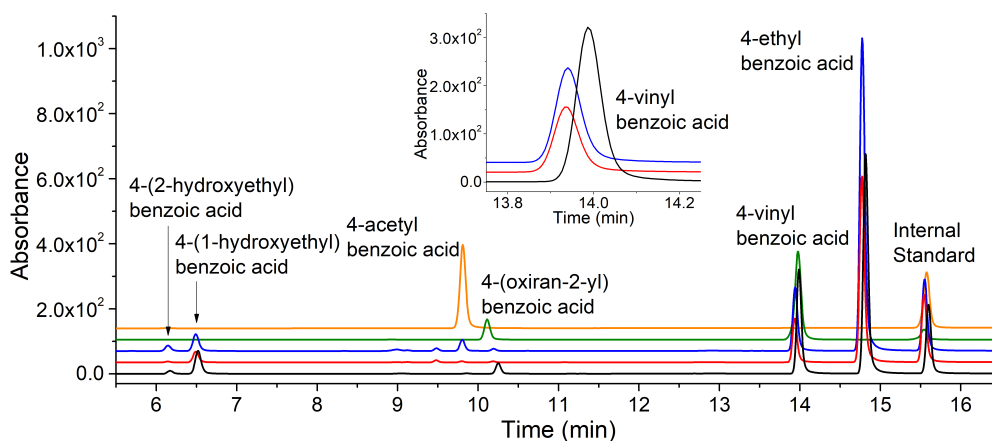 1.0x10³
8.0x10²
6.0x10²
4.0x10²
2.0x10²
0.0
Absorbance
6
7
8
9
10
11
12
13
14
15
16
Time (min)
4-(2-hydroxyethyl)
benzoic acid
4-(1-hydroxyethyl)
benzoic acid
4-acetyl
benzoic acid
4-(oxiran-2-yl)
benzoic acid
4-vinyl
benzoic acid
4-ethyl
benzoic acid
Internal
Standard
3.0x10²
2.0x10²
1.0x10²
0.0
Absorbance
13.8
14.0
14.2
Time (min)
4-vinyl
benzoic acid